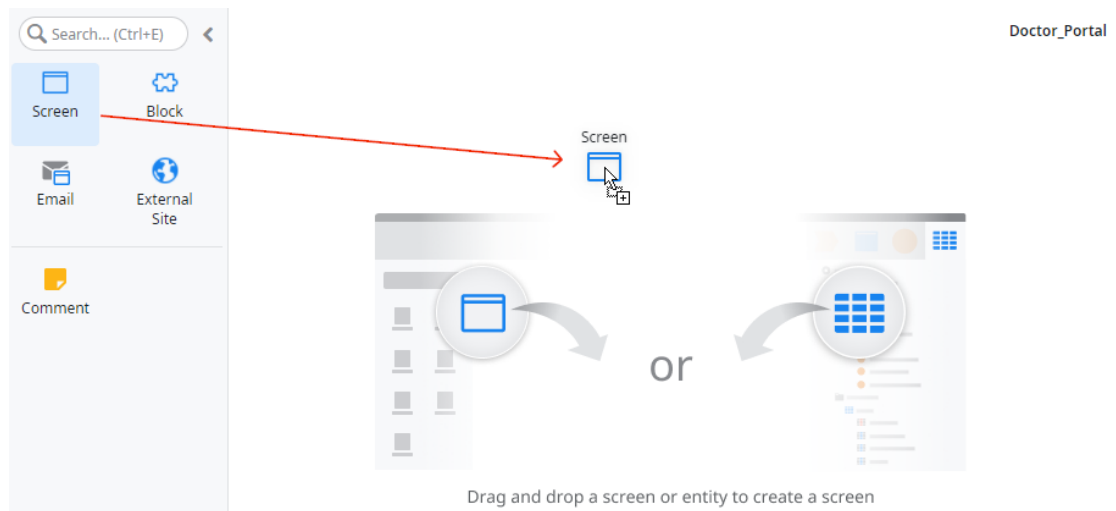 Search... (Ctrl+E)
Doctor_Portal
Screen
Block
Screen
Email
External
Site
Comment
or
Drag and drop a screen or entity to create a screen